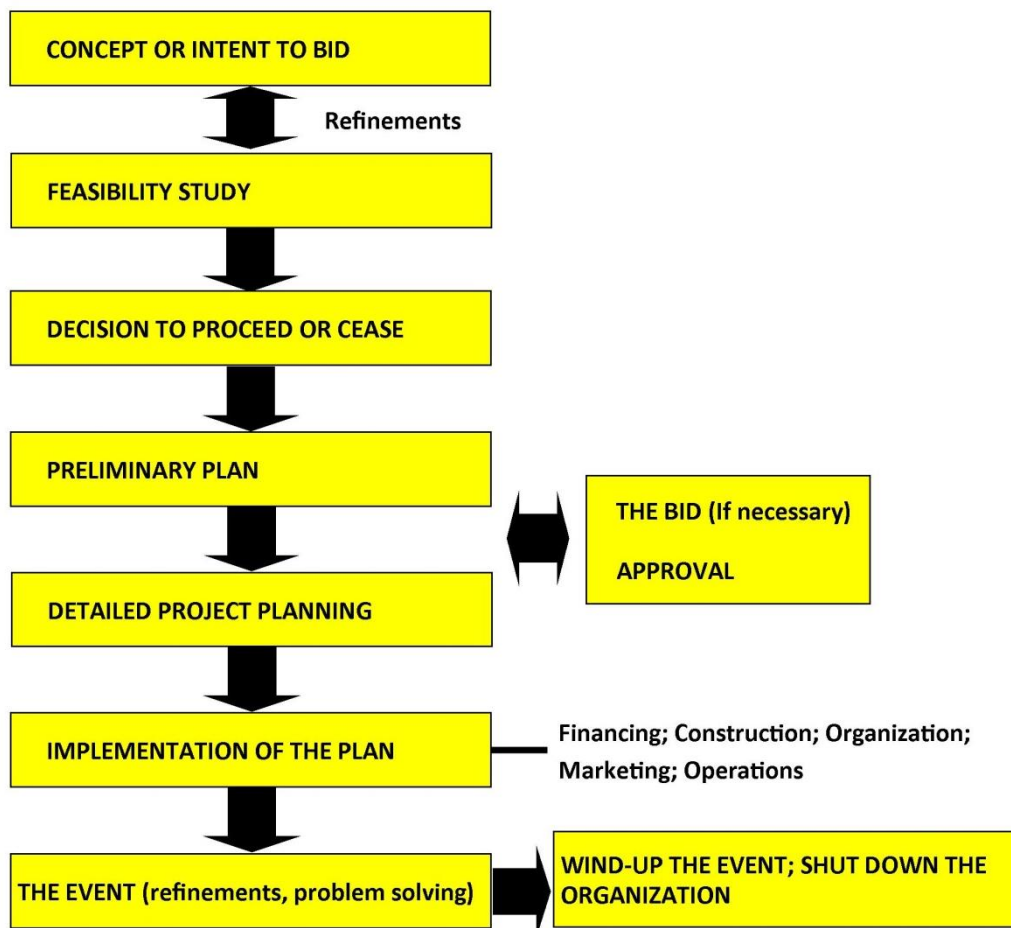 CONCEPT OR INTENT TO BID
Refinements
FEASIBILITY STUDY
DECISION TO PROCEED OR CEASE
PRELIMINARY PLAN
THE BID (If necessary)
APPROVAL
DETAILED PROJECT PLANNING
IMPLEMENTATION OF THE PLAN
Financing; Construction; Organization;
Marketing; Operations
THE EVENT (refinements, problem solving)
WIND-UP THE EVENT; SHUT DOWN THE
ORGANIZATION